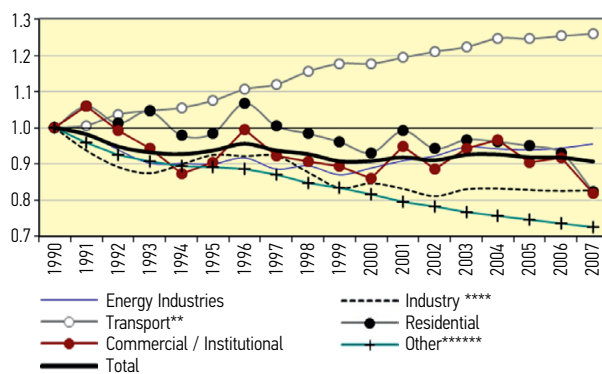 1.3
1.2
1.1
1.0
0.9
0.8
0.7
1990 1991 1992 1993 1994 1995 1996 1997 1998 1999 2000 2001 2002 2003 2004 2005 2006 2007
Energy Industries
Industry ****
Transport**
Residential
Commercial / Institutional
Other******
Total